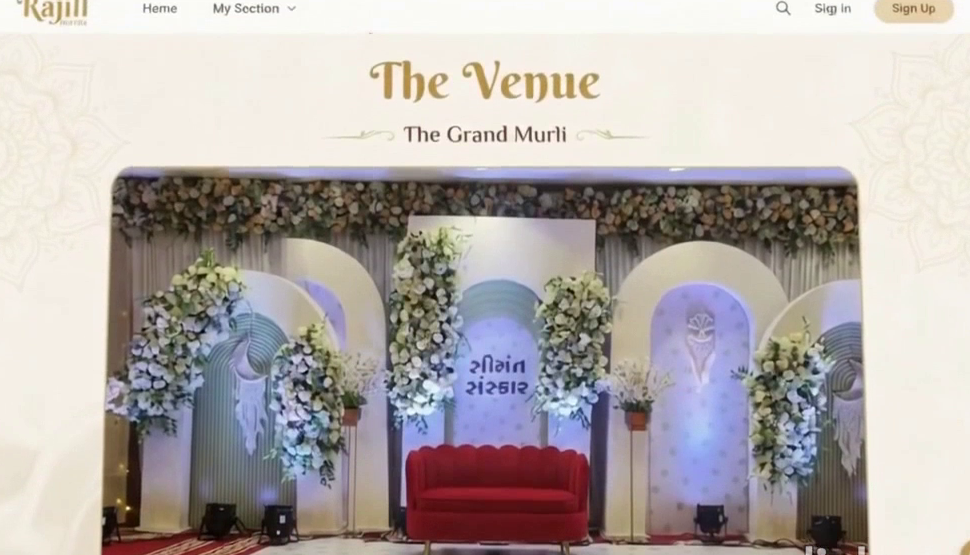 Rajill
Home
My Section
Sign in
Sign Up
The Venue
The Grand Murli
સીમંત
સંસ્કાર